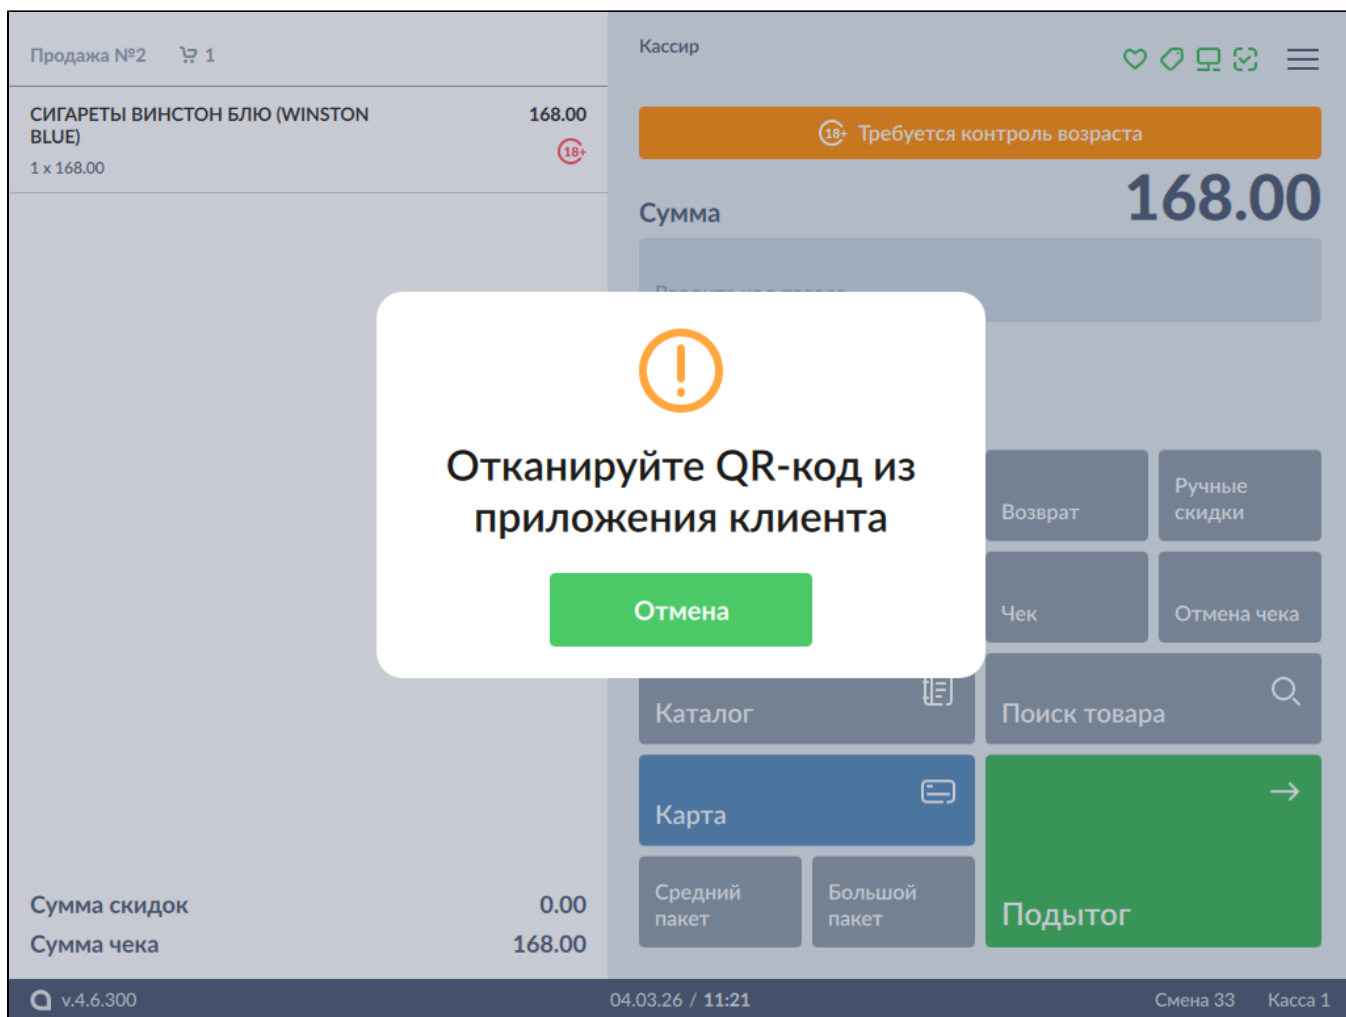 Продажа №2 1
СИГАРЕТЫ ВИНСТОН БЛЮ (WINSTON 168.00
BLUE)
18+
1 x 168.00
Сумма скидок 0.00
Сумма чека 168.00
Кассир
18+ Требуется контроль возраста
Сумма 168.00
Отканируйте QR-код из
приложения клиента
Отмена
Возврат
Ручные
скидки
Чек
Отмена чека
Каталог
Поиск товара
Карта
Средний
пакет
Большой
пакет
Подытог
v.4.6.300
04.03.26 / 11:21
Смена 33 Касса 1